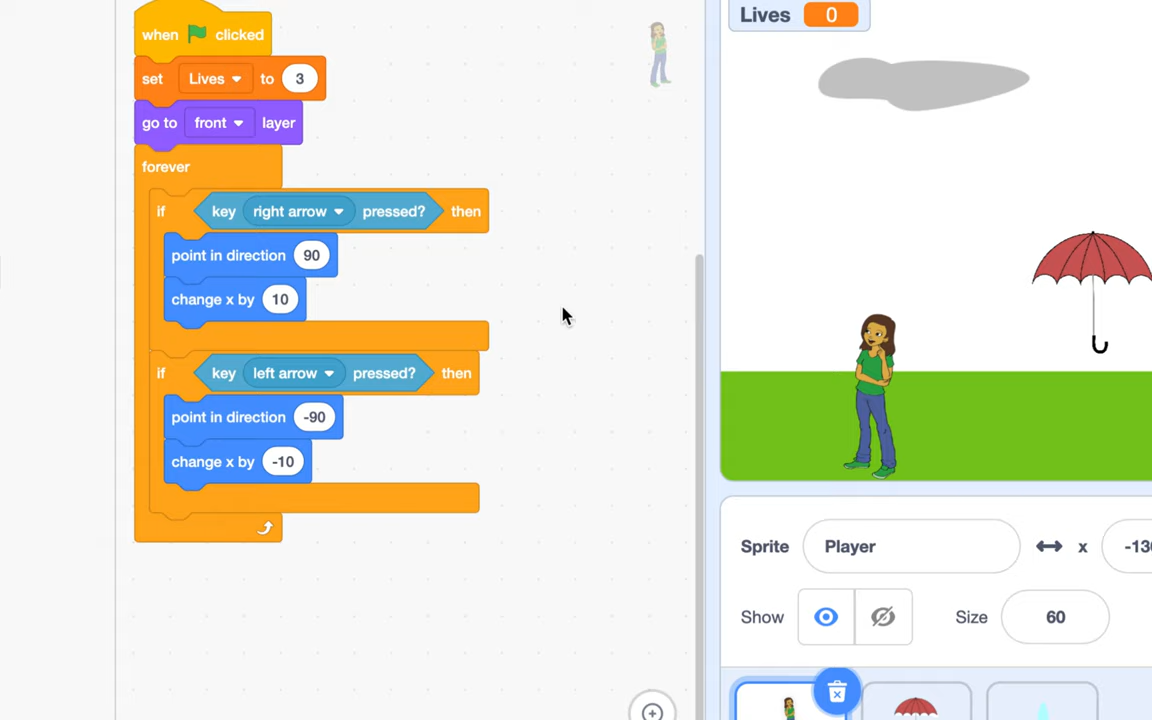 when clicked
set Lives to 3
go to front layer
forever
if key right arrow pressed? then
point in direction 90
change x by 10
if key left arrow pressed? then
point in direction -90
change x by -10
Lives 0
Sprite Player x
Show Size 60